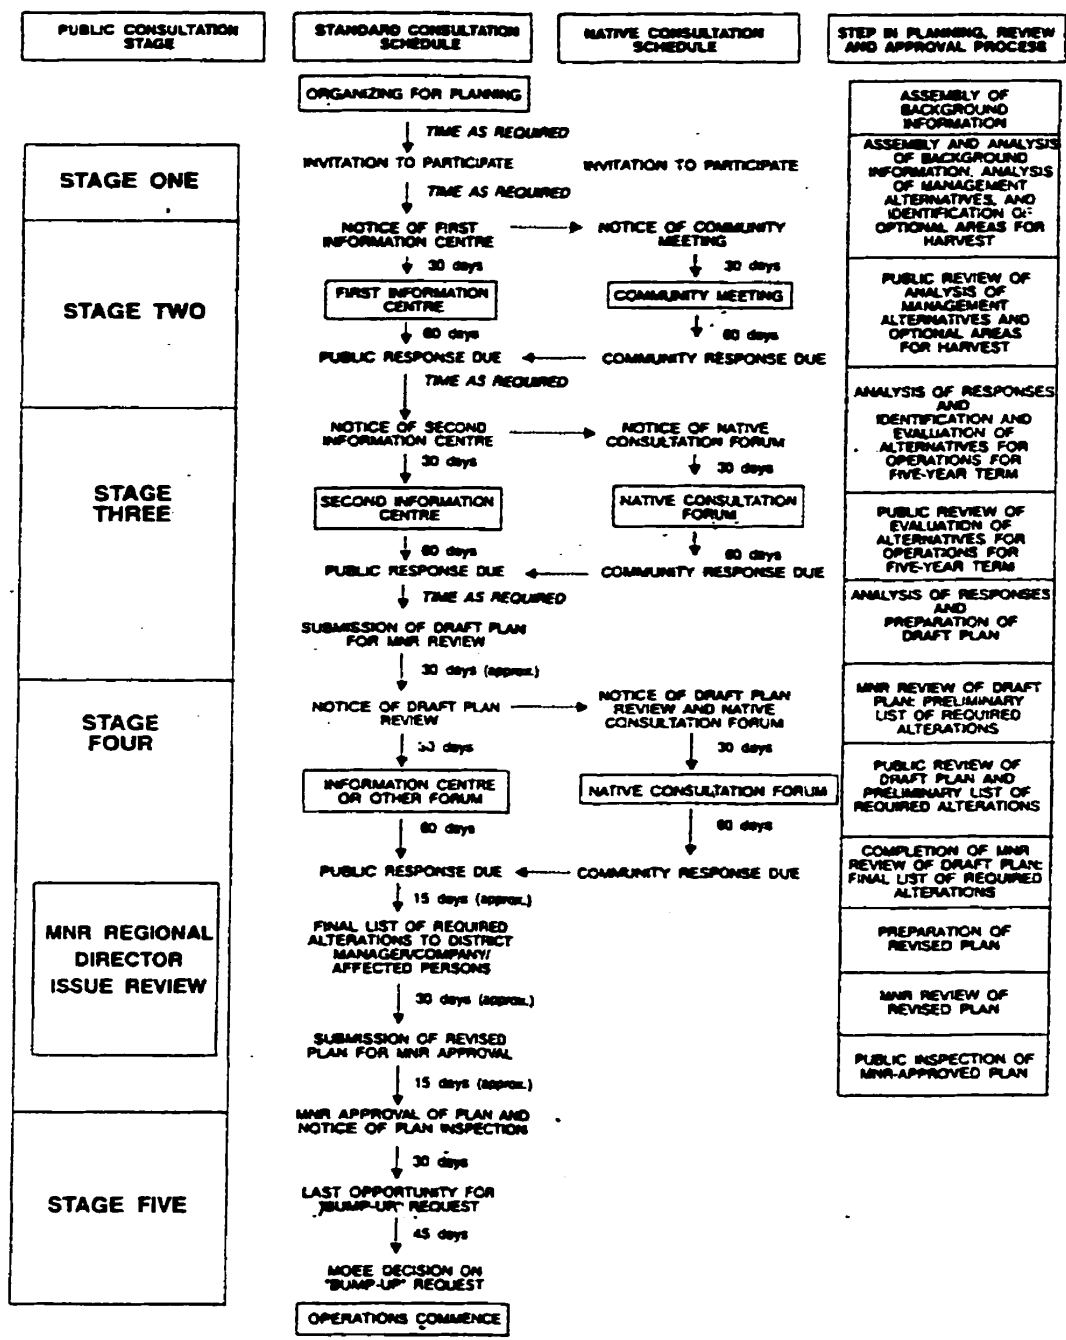 PUBLIC CONSULTATION
STAGE
STANDARD CONSULTATION
SCHEDULE
NATIVE CONSULTATION
SCHEDULE
STEP IN PLANNING, REVIEW
AND APPROVAL PROCESS
STAGE ONE
STAGE TWO
STAGE
THREE
STAGE
FOUR
MNR REGIONAL
DIRECTOR
ISSUE REVIEW
STAGE FIVE
ORGANIZING FOR PLANNING
TIME AS REQUIRED
INVITATION TO PARTICIPATE
TIME AS REQUIRED
NOTICE OF FIRST
INFORMATION CENTRE
30 days
FIRST INFORMATION
CENTRE
60 days
PUBLIC RESPONSE DUE
TIME AS REQUIRED
NOTICE OF SECOND
INFORMATION CENTRE
30 days
SECOND INFORMATION
CENTRE
60 days
PUBLIC RESPONSE DUE
TIME AS REQUIRED
SUBMISSION OF DRAFT PLAN
FOR MNR REVIEW
30 days (approx.)
NOTICE OF DRAFT PLAN
REVIEW
30 days
INFORMATION CENTRE
OR OTHER FORUM
60 days
PUBLIC RESPONSE DUE
15 days (approx.)
FINAL LIST OF REQUIRED
ALTERATIONS TO DISTRICT
MANAGER/COMPANY/
AFFECTED PERSONS
30 days (approx.)
SUBMISSION OF REVISED
PLAN FOR MNR APPROVAL
15 days (approx.)
MNR APPROVAL OF PLAN AND
NOTICE OF PLAN INSPECTION
30 days
LAST OPPORTUNITY FOR
"BUMP-UP" REQUEST
45 days
MOEE DECISION ON
"BUMP-UP" REQUEST
OPERATIONS COMMENCE
INVITATION TO PARTICIPATE
NOTICE OF COMMUNITY
MEETING
30 days
COMMUNITY MEETING
60 days
COMMUNITY RESPONSE DUE
NOTICE OF NATIVE
CONSULTATION FORUM
30 days
NATIVE CONSULTATION
FORUM
60 days
COMMUNITY RESPONSE DUE
NOTICE OF DRAFT PLAN
REVIEW AND NATIVE
CONSULTATION FORUM
30 days
NATIVE CONSULTATION FORUM
60 days
COMMUNITY RESPONSE DUE
ASSEMBLY OF
BACKGROUND
INFORMATION
ASSEMBLY AND ANALYSIS
OF BACKGROUND
INFORMATION, ANALYSIS
OF MANAGEMENT
ALTERNATIVES, AND
IDENTIFICATION OF
OPTIONAL AREAS FOR
HARVEST
PUBLIC REVIEW OF
ANALYSIS OF
MANAGEMENT
ALTERNATIVES AND
OPTIONAL AREAS
FOR HARVEST
ANALYSIS OF RESPONSES
AND
IDENTIFICATION AND
EVALUATION OF
ALTERNATIVES FOR
OPERATIONS FOR
FIVE-YEAR TERM
PUBLIC REVIEW OF
EVALUATION OF
ALTERNATIVES FOR
OPERATIONS FOR
FIVE-YEAR TERM
ANALYSIS OF RESPONSES
AND
PREPARATION OF
DRAFT PLAN
MNR REVIEW OF DRAFT
PLAN: PRELIMINARY
LIST OF REQUIRED
ALTERATIONS
PUBLIC REVIEW OF
DRAFT PLAN AND
PRELIMINARY LIST OF
REQUIRED ALTERATIONS
COMPLETION OF MNR
REVIEW OF DRAFT PLAN:
FINAL LIST OF REQUIRED
ALTERATIONS
PREPARATION OF
REVISED PLAN
MNR REVIEW OF
REVISED PLAN
PUBLIC INSPECTION OF
MNR-APPROVED PLAN